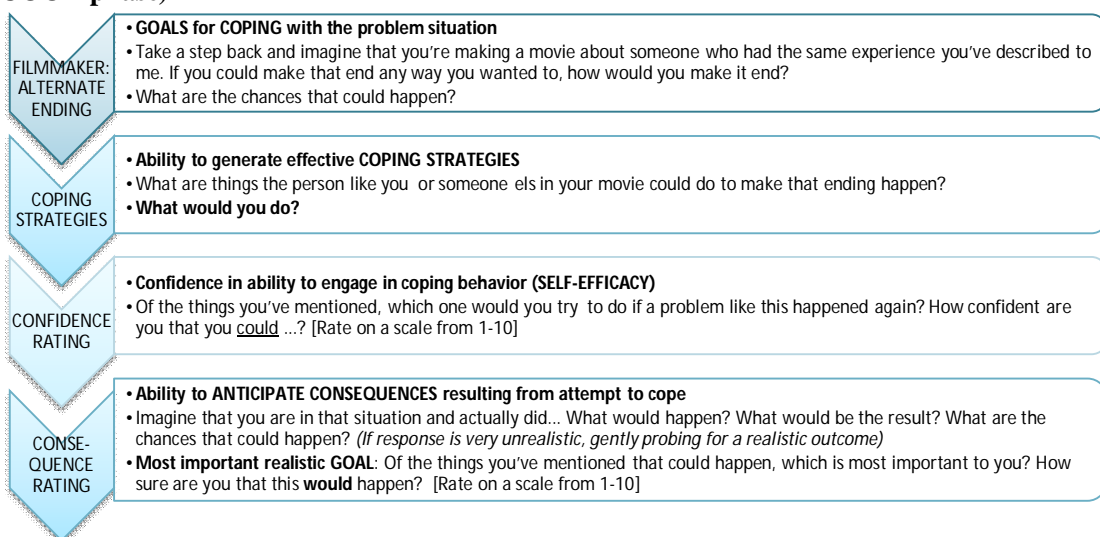 FILMMAKER:
ALTERNATE
ENDING
• GOALS for COPING with the problem situation
• Take a step back and imagine that you're making a movie about someone who had the same experience you've described to
me. If you could make that end any way you wanted to, how would you make it end?
• What are the chances that could happen?
COPING
STRATEGIES
• Ability to generate effective COPING STRATEGIES
• What are things the person like you or someone els in your movie could do to make that ending happen?
• What would you do?
CONFIDENCE
RATING
• Confidence in ability to engage in coping behavior (SELF-EFFICACY)
• Of the things you've mentioned, which one would you try to do if a problem like this happened again? How confident are
you that you could ...? [Rate on a scale from 1-10]
CONSE-
QUENCE
RATING
• Ability to ANTICIPATE CONSEQUENCES resulting from attempt to cope
• Imagine that you are in that situation and actually did... What would happen? What would be the result? What are the
chances that could happen? (If response is very unrealistic, gently probing for a realistic outcome)
• Most important realistic GOAL: Of the things you've mentioned that could happen, which is most important to you? How
sure are you that this would happen? [Rate on a scale from 1-10]